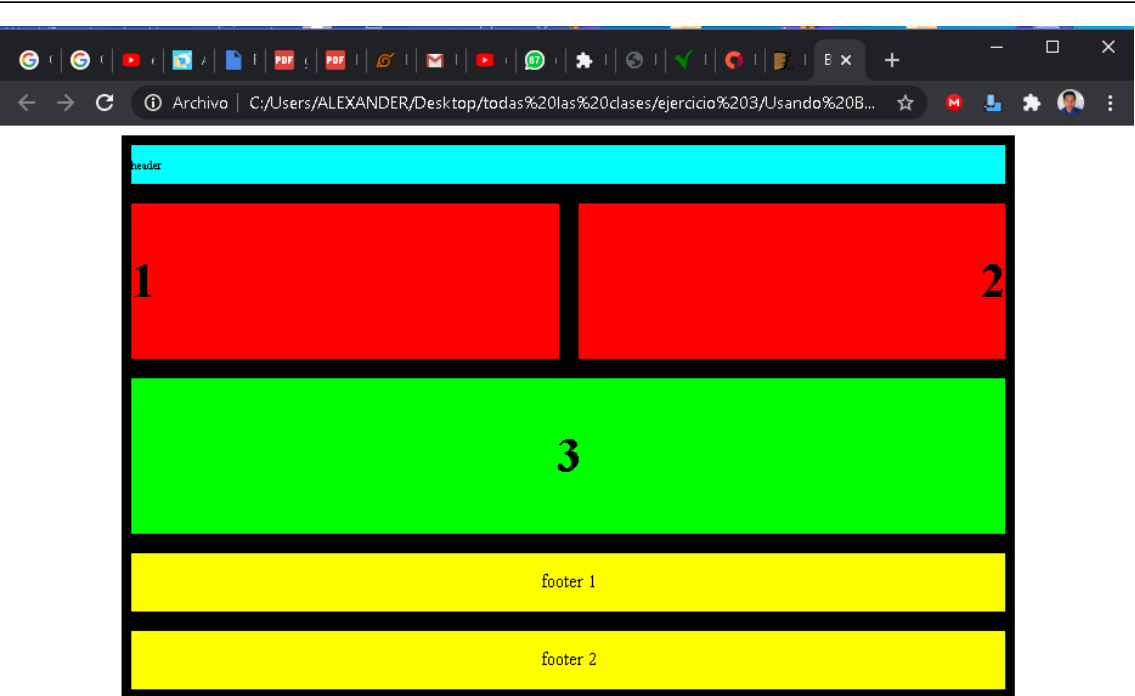 Archivo C:/Users/ALEXANDER/Desktop/todas%20las%20clases/ejercicio%203/Usando%20B...
header
1 2
3
footer 1
footer 2